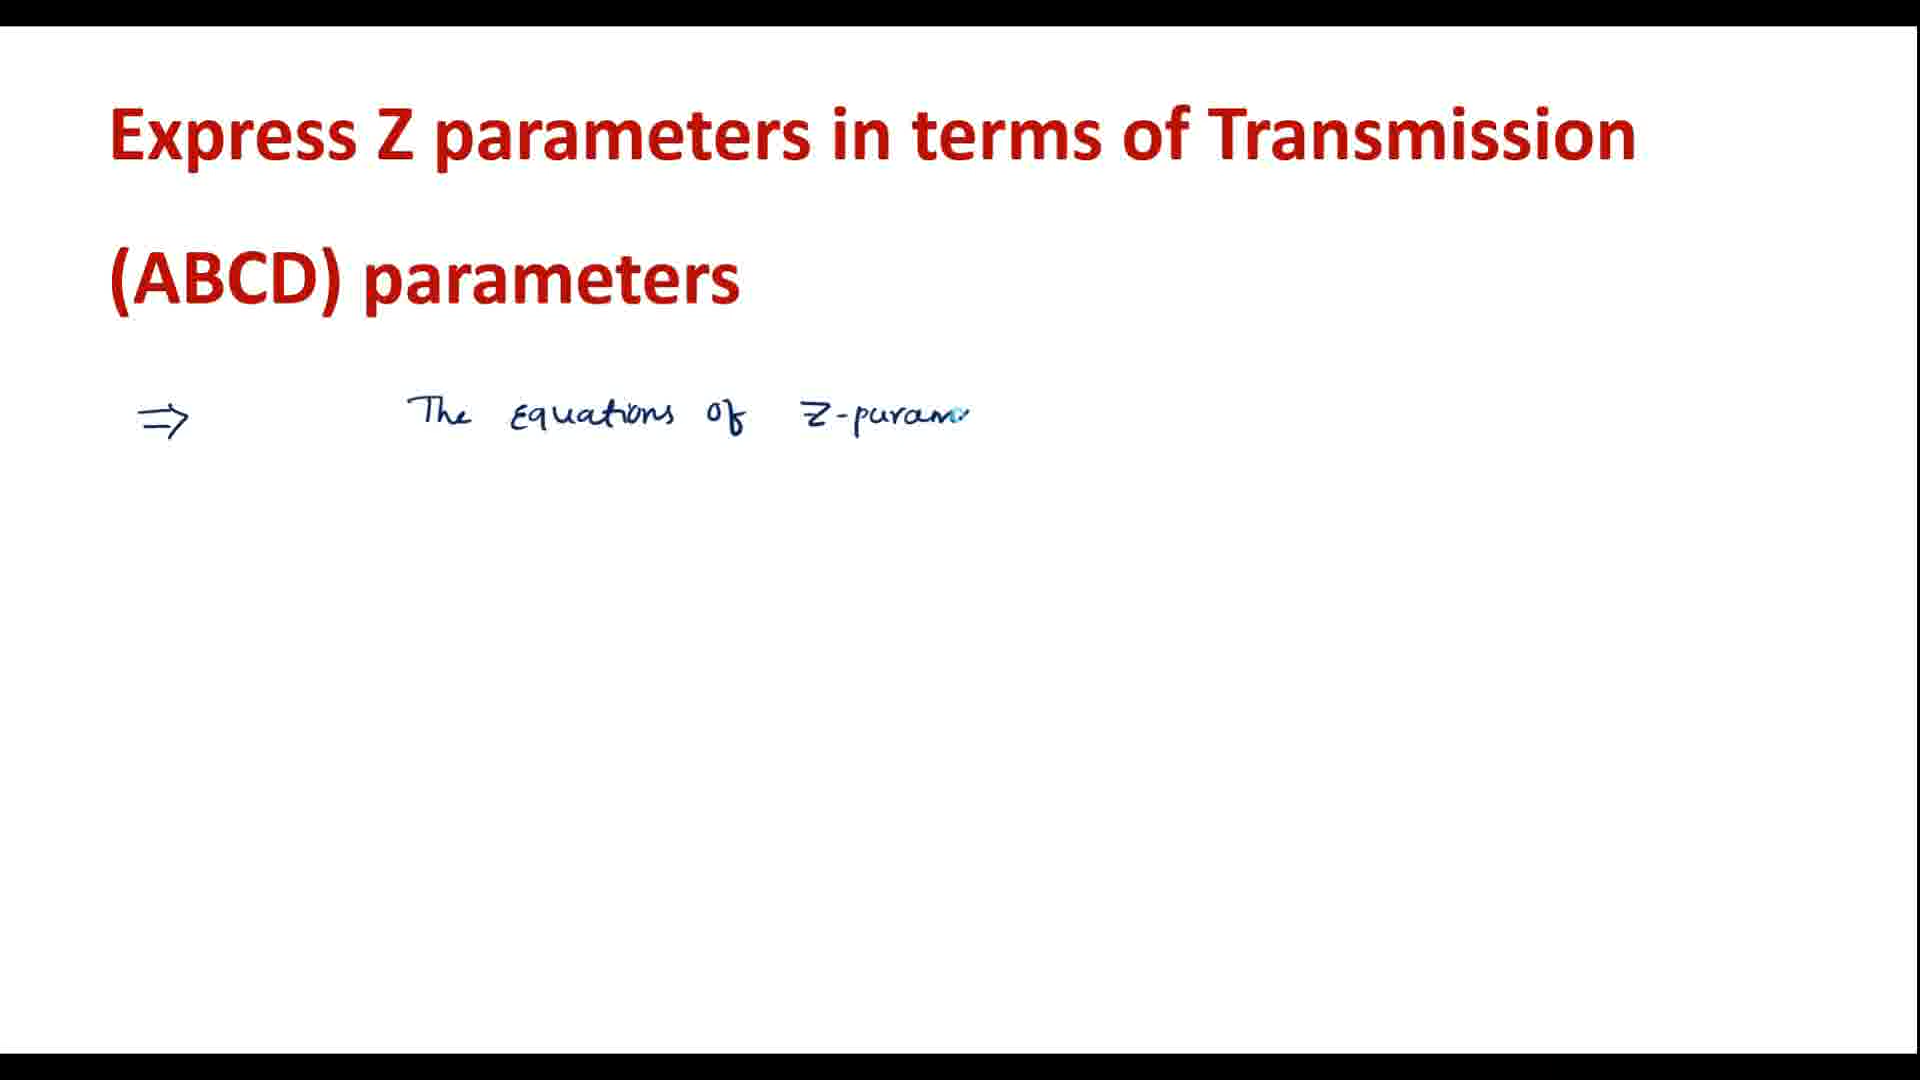 Express Z parameters in terms of Transmission
(ABCD) parameters
⇒ The Equations of Z-param